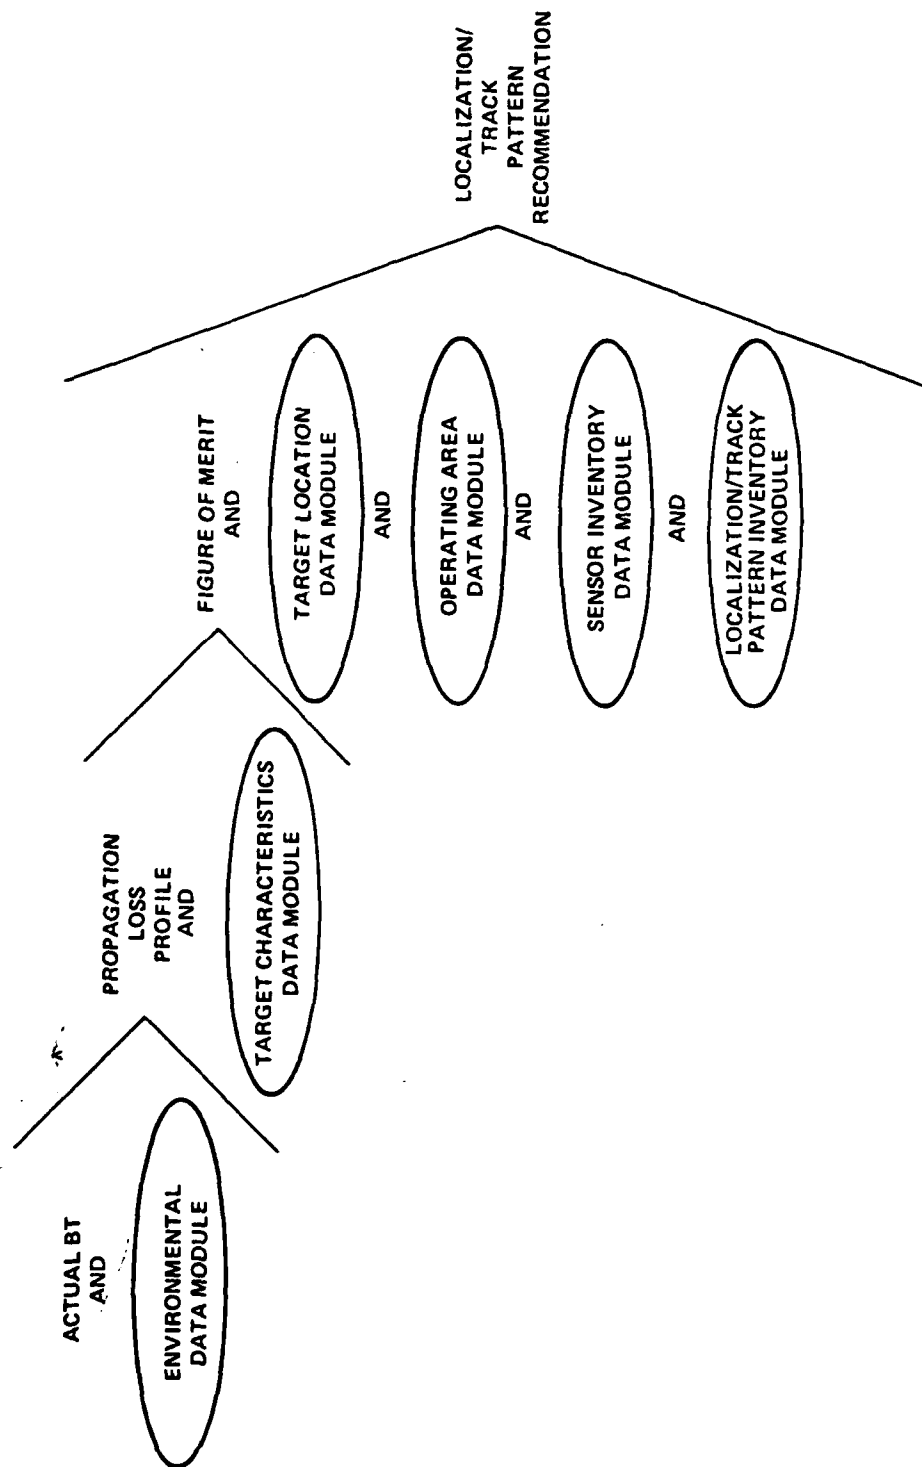 ACTUAL BT
AND
ENVIRONMENTAL
DATA MODULE
PROPAGATION
LOSS
PROFILE
AND
TARGET CHARACTERISTICS
DATA MODULE
FIGURE OF MERIT
AND
TARGET LOCATION
DATA MODULE
AND
OPERATING AREA
DATA MODULE
AND
SENSOR INVENTORY
DATA MODULE
AND
LOCALIZATION/TRACK
PATTERN INVENTORY
DATA MODULE
LOCALIZATION/
TRACK
PATTERN
RECOMMENDATION